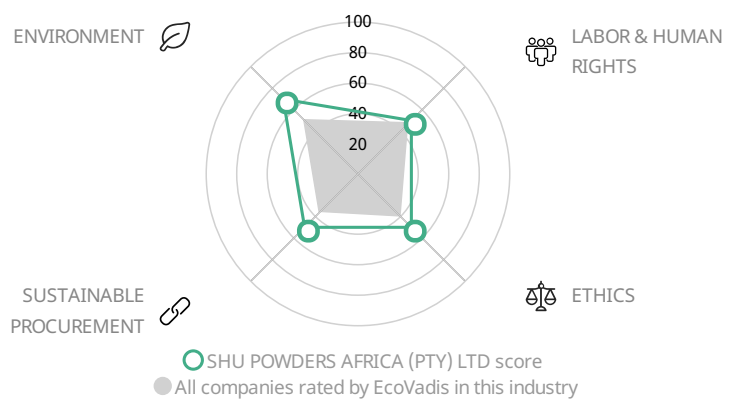 100
ENVIRONMENT
LABOR & HUMAN
RIGHTS
80
60
40
20
SUSTAINABLE
PROCUREMENT
ETHICS
SHU POWDERS AFRICA (PTY) LTD score
All companies rated by EcoVadis in this industry